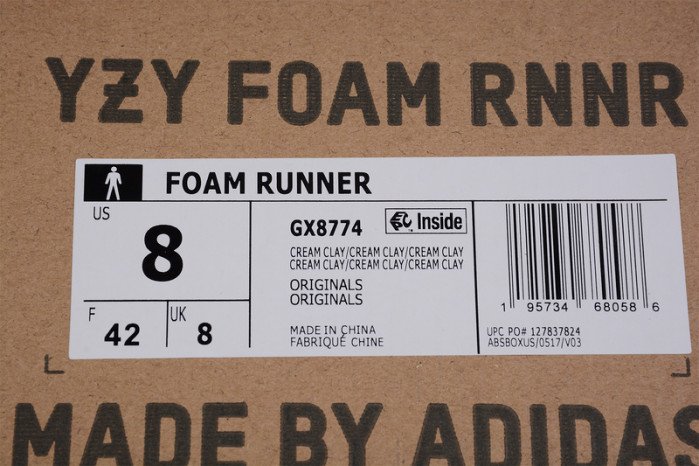 YZY FOAM RNNR
FOAM RUNNER
US
8
F
42
UK
8
GX8774
Inside
CREAM CLAY/CREAM CLAY/CREAM CLAY
CREAM CLAY/CREAM CLAY/CREAM CLAY
ORIGINALS
ORIGINALS
MADE IN CHINA
FABRIQUÉ CHINE
1 95734 68058 6
UPC PO# 127837824
ABSBOXUS/0517/V03
MADE BY ADIDAS